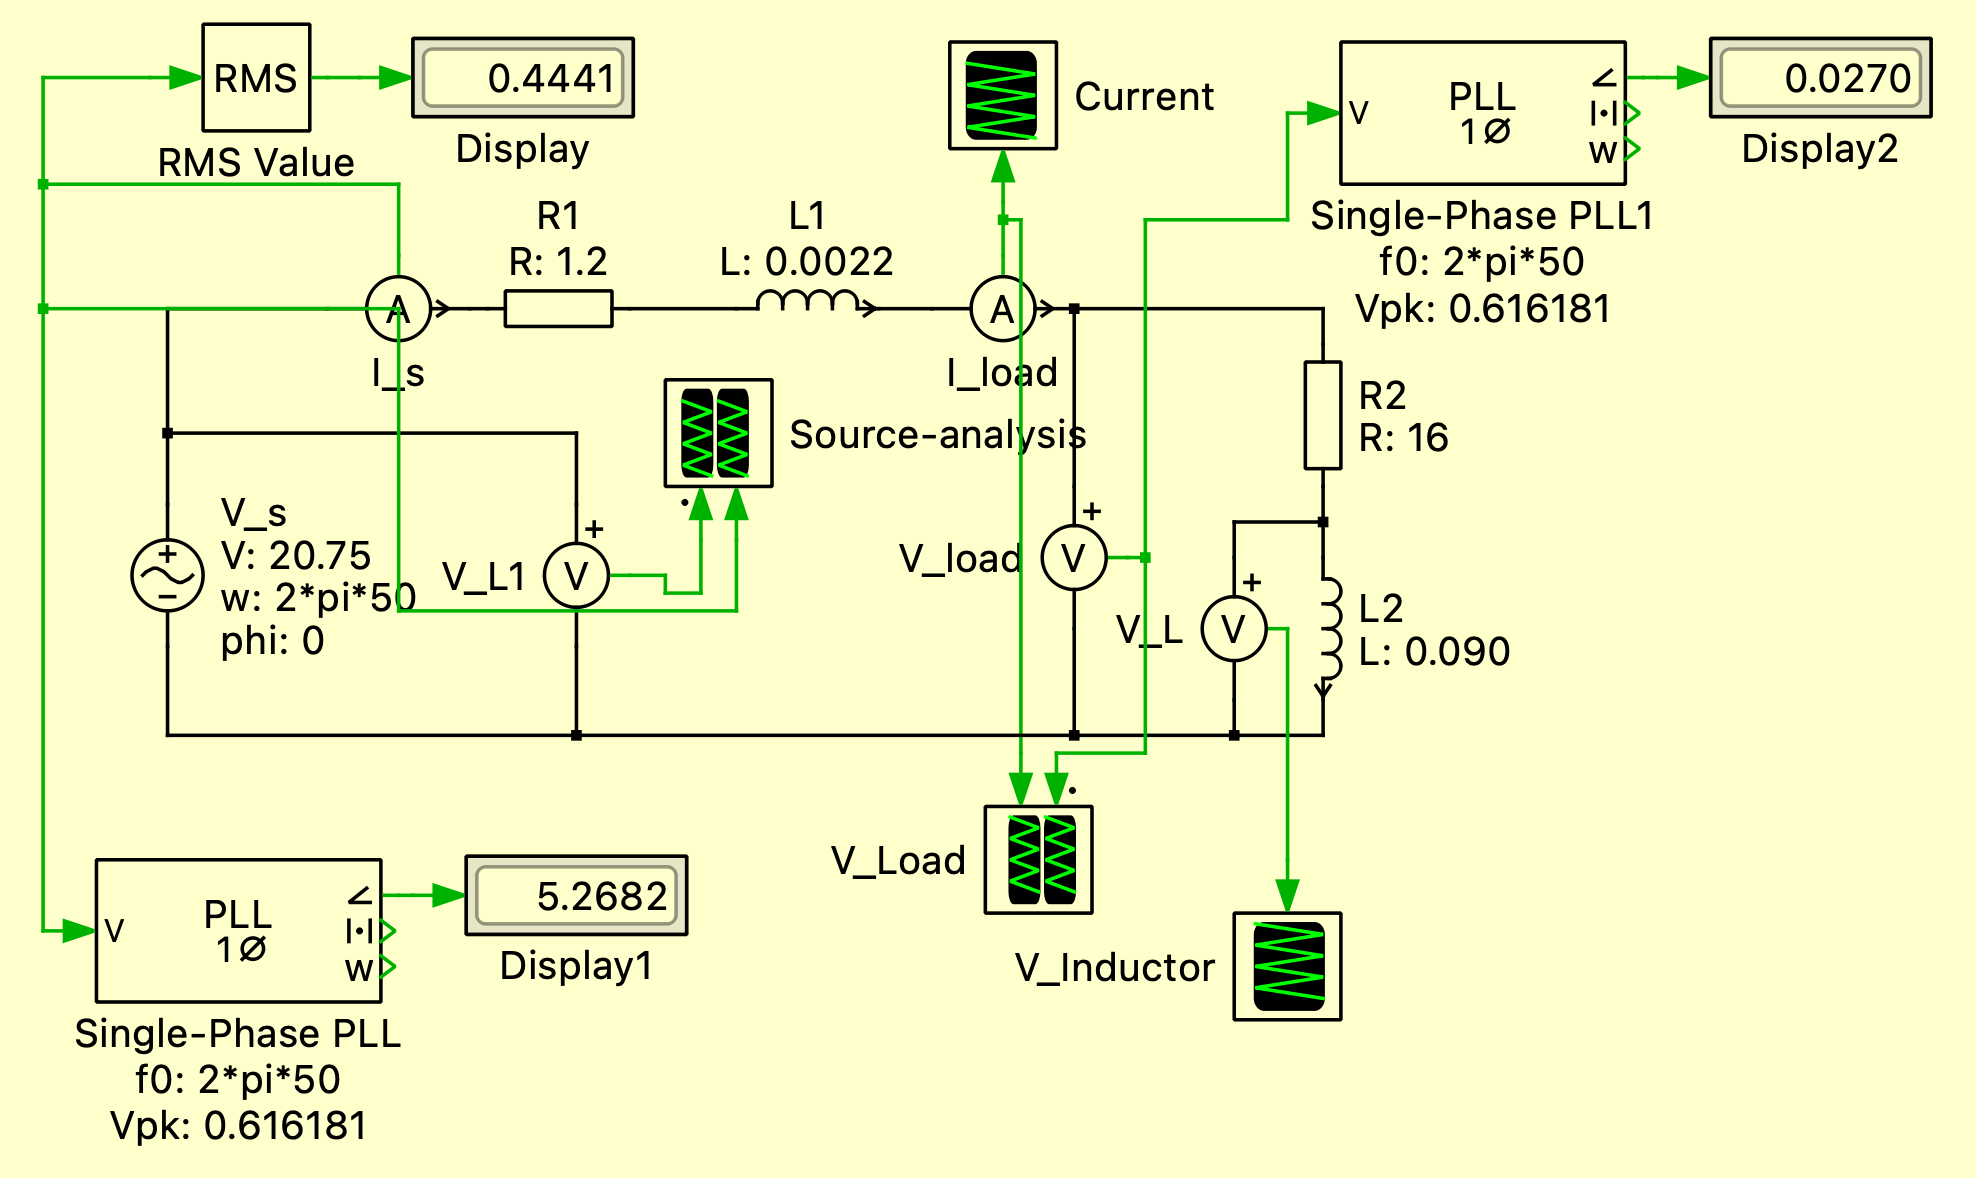 RMS
0.4441
RMS Value
Display
Current
PLL
1Ø
V
∠
|•|
w
0.0270
Display2
Single-Phase PLL1
f0: 2*pi*50
Vpk: 0.616181
R1
R: 1.2
L1
L: 0.0022
A
I_s
A
I_load
R2
R: 16
Source-analysis
V_s
V: 20.75
w: 2*pi*50
phi: 0
+
V_L1
V
+
V_load
V
+
V_L
V
L2
L: 0.090
V_Load
V_Inductor
PLL
1Ø
V
∠
|•|
w
5.2682
Display1
Single-Phase PLL
f0: 2*pi*50
Vpk: 0.616181